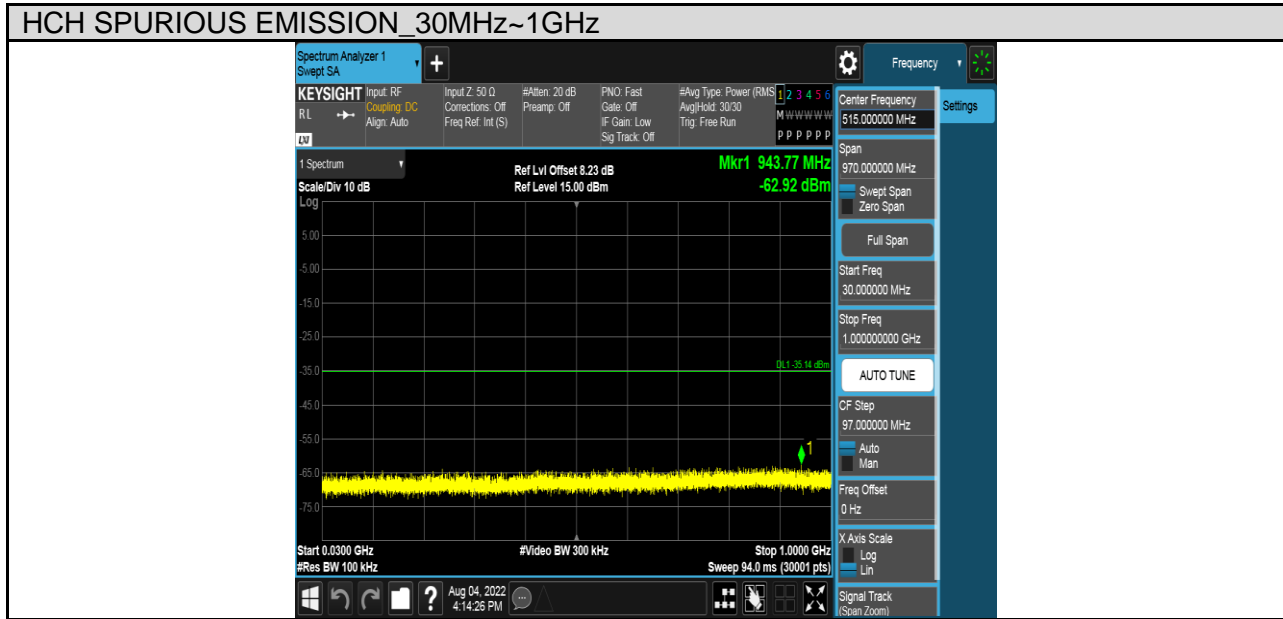 HCH SPURIOUS EMISSION_30MHz~1GHz
Spectrum Analyzer 1
Swept SA
+
Frequency
KEYSIGHT
RL
LXI
Input: RF
Coupling: DC
Align: Auto
Input Z: 50 Ω
Corrections: Off
Freq Ref: Int (S)
#Atten: 20 dB
Preamp: Off
PNO: Fast
Gate: Off
IF Gain: Low
Sig Track: Off
#Avg Type: Power (RMS
Avg|Hold: 30/30
Trig: Free Run
1 2 3 4 5 6
M W W W W W
P P P P P P
1 Spectrum
Scale/Div 10 dB
Log
Ref Lvl Offset 8.23 dB
Ref Level 15.00 dBm
Mkr1 943.77 MHz
-62.92 dBm
5.00
-5.00
-15.0
-25.0
-35.0
-45.0
-55.0
-65.0
-75.0
DL1 -35.14 dBm
1
Start 0.0300 GHz
#Res BW 100 kHz
#Video BW 300 kHz
Stop 1.0000 GHz
Sweep 94.0 ms (30001 pts)
Center Frequency
515.000000 MHz
Settings
Span
970.000000 MHz
Swept Span
Zero Span
Full Span
Start Freq
30.000000 MHz
Stop Freq
1.000000000 GHz
AUTO TUNE
CF Step
97.000000 MHz
Auto
Man
Freq Offset
0 Hz
X Axis Scale
Log
Lin
Signal Track
(Span Zoom)
?
Aug 04, 2022
4:14:26 PM